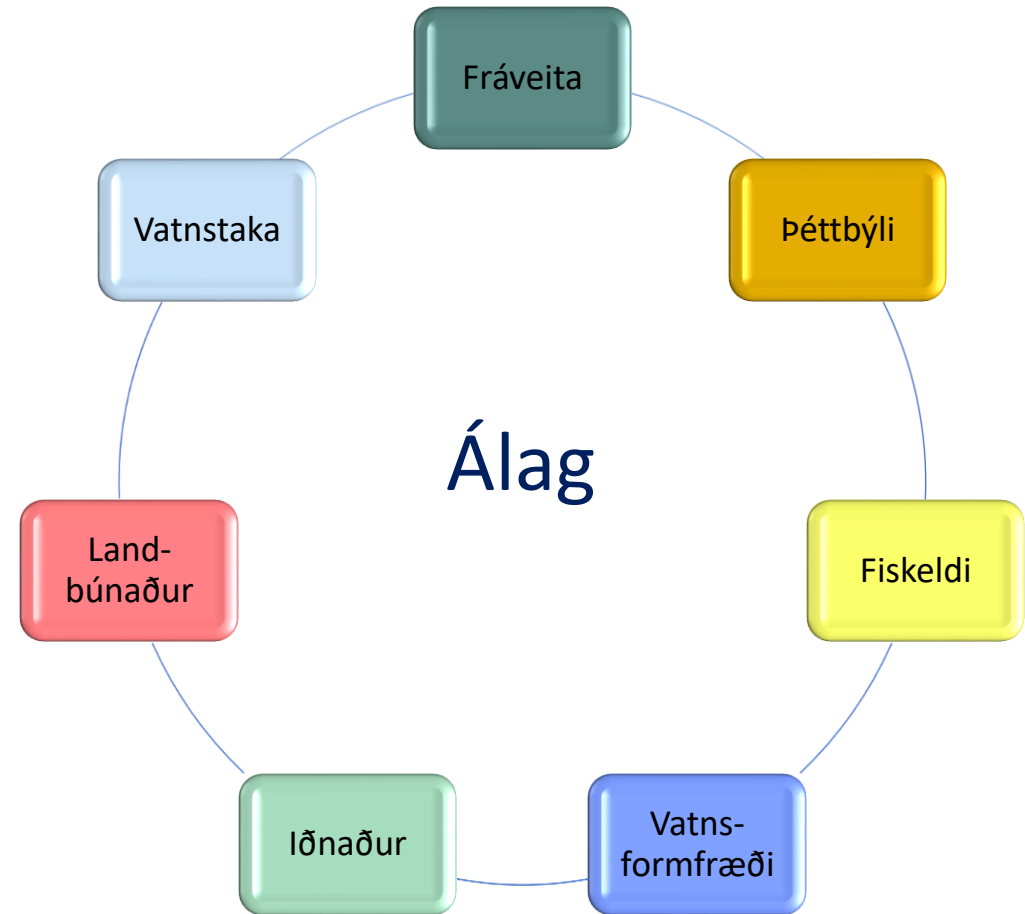 Fráveita
Þéttbýli
Fiskeldi
Vatns-
formfræði
Iðnaður
Land-
búnaður
Vatnstaka
Álag